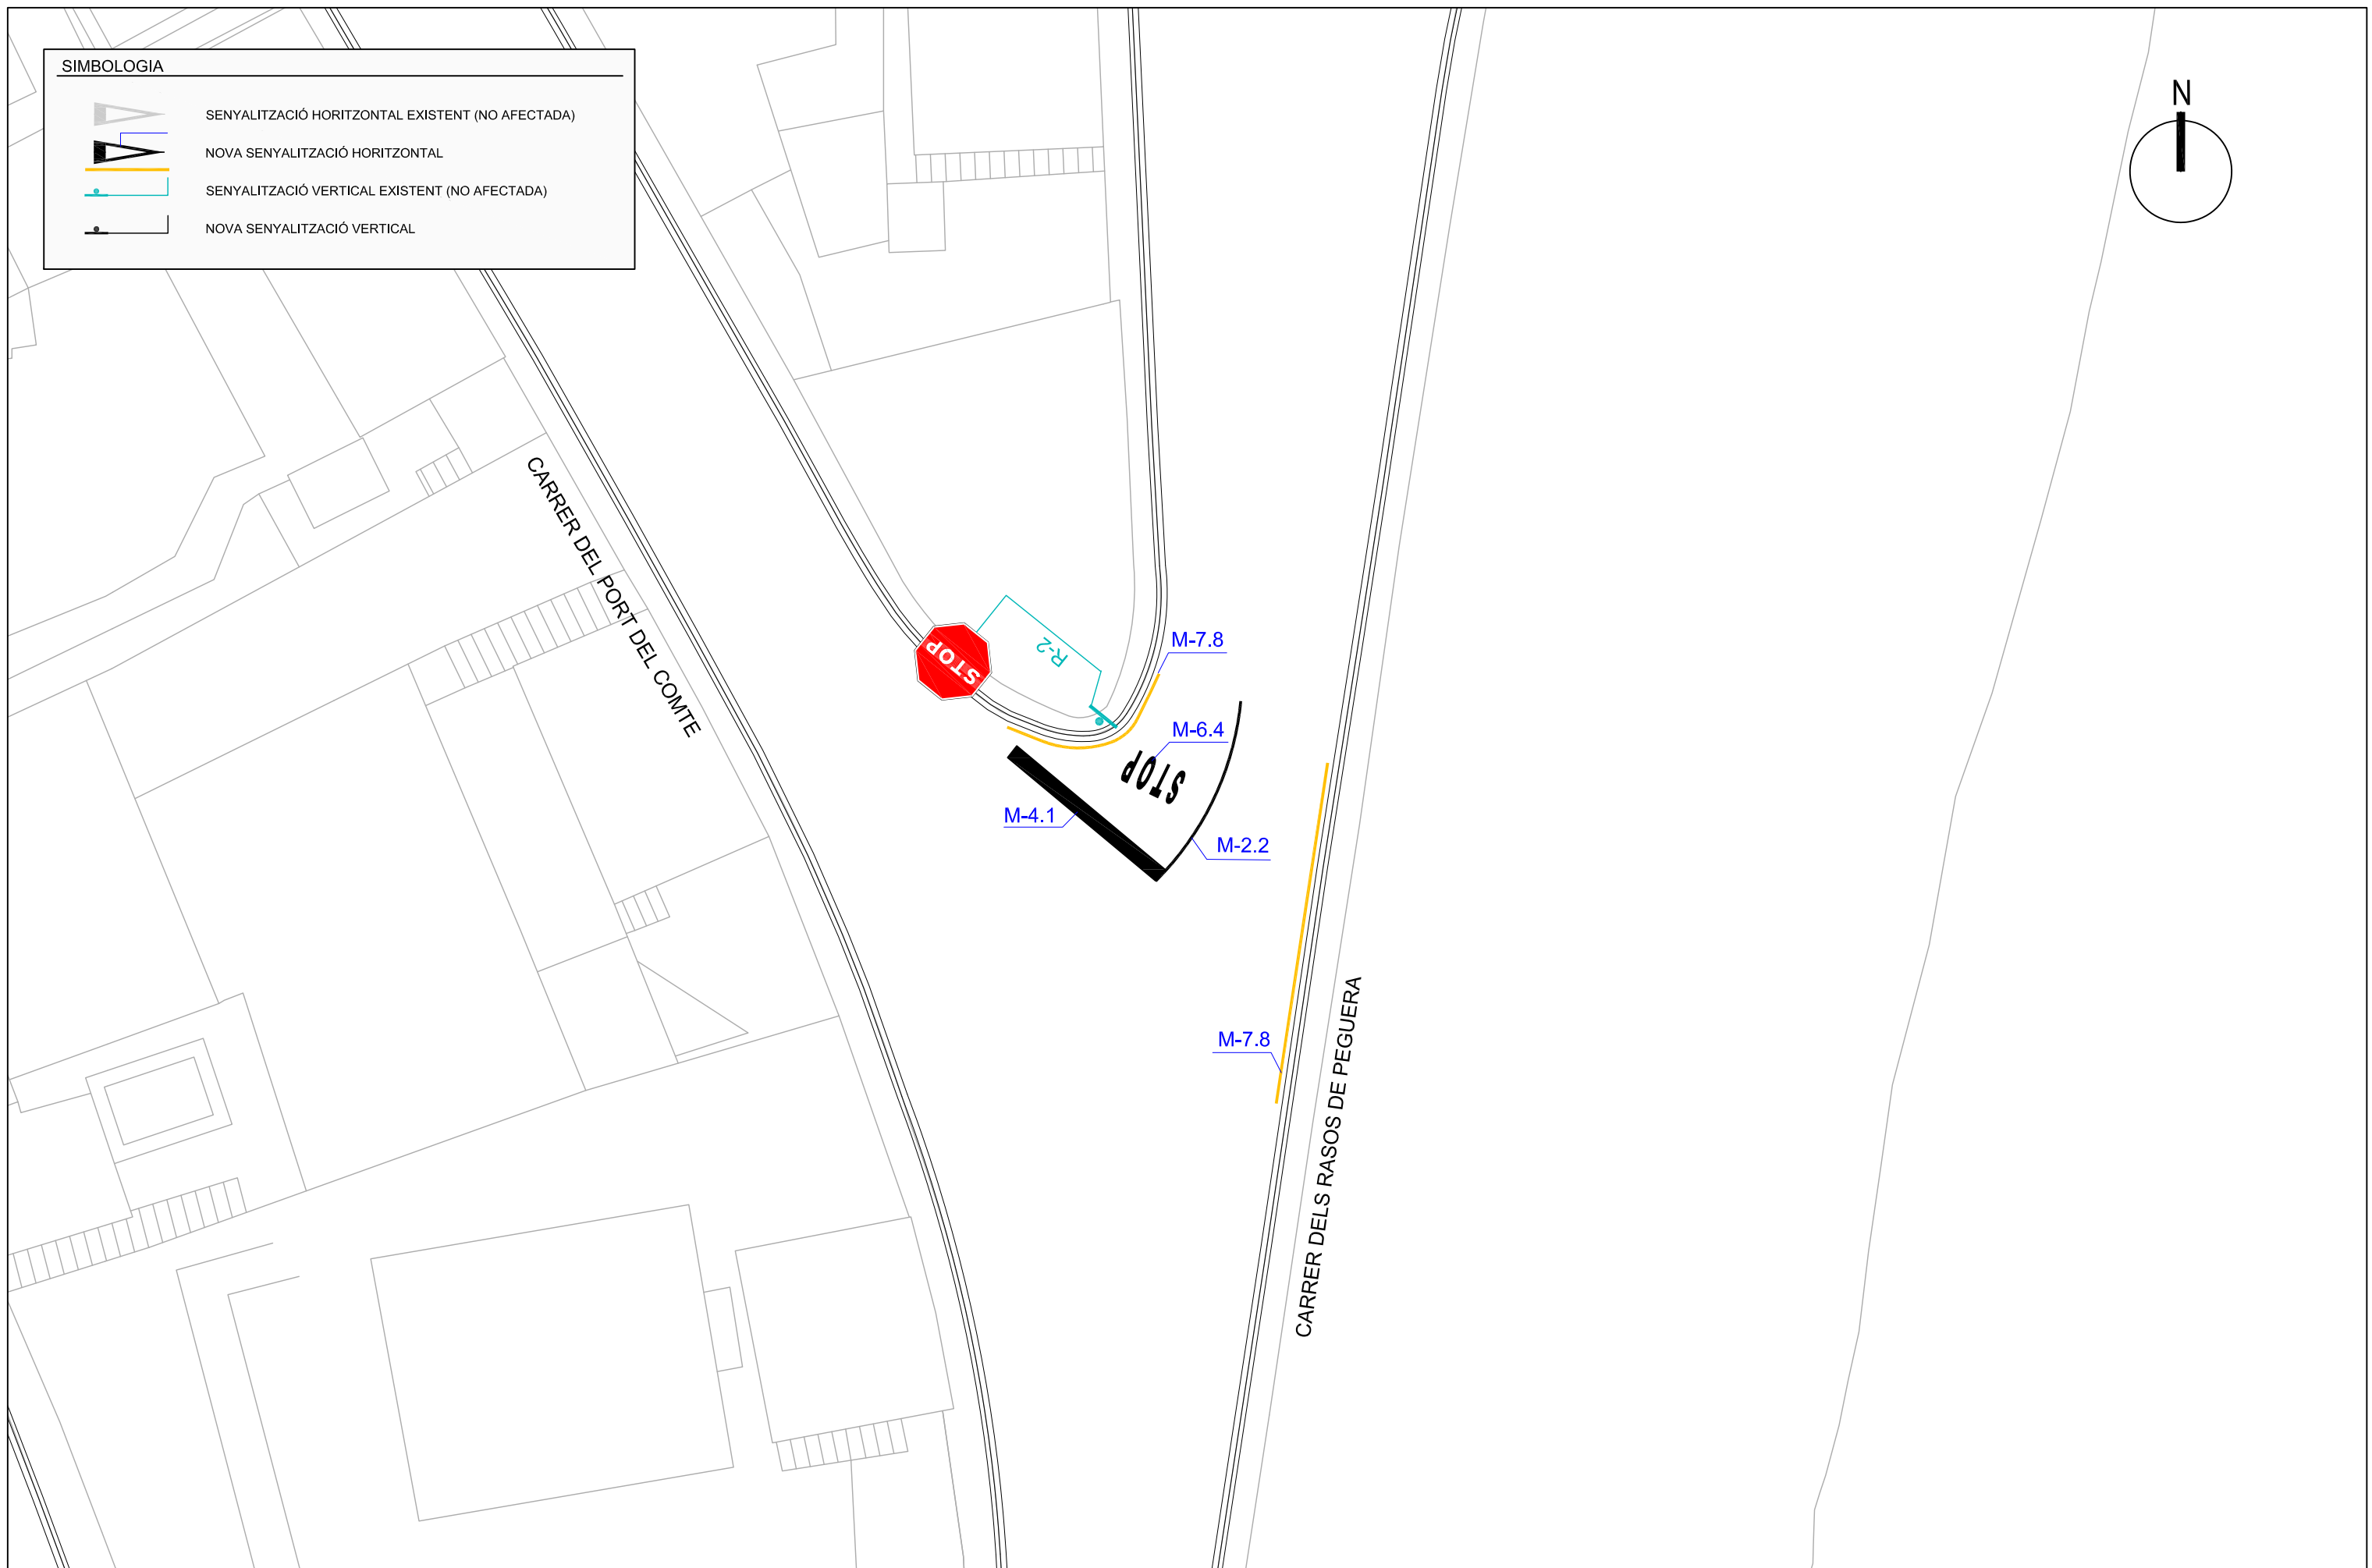 SIMBOLOGIA
SENYALITZACIÓ HORITZONTAL EXISTENT (NO AFECTADA)
NOVA SENYALITZACIÓ HORITZONTAL
SENYALITZACIÓ VERTICAL EXISTENT (NO AFECTADA)
NOVA SENYALITZACIÓ VERTICAL
N
CARRER DEL PORT DEL COMTE
STOP
R-2
M-7.8
M-6.4
STOP
M-4.1
M-2.2
M-7.8
CARRER DELS RASOS DE PEGUERA